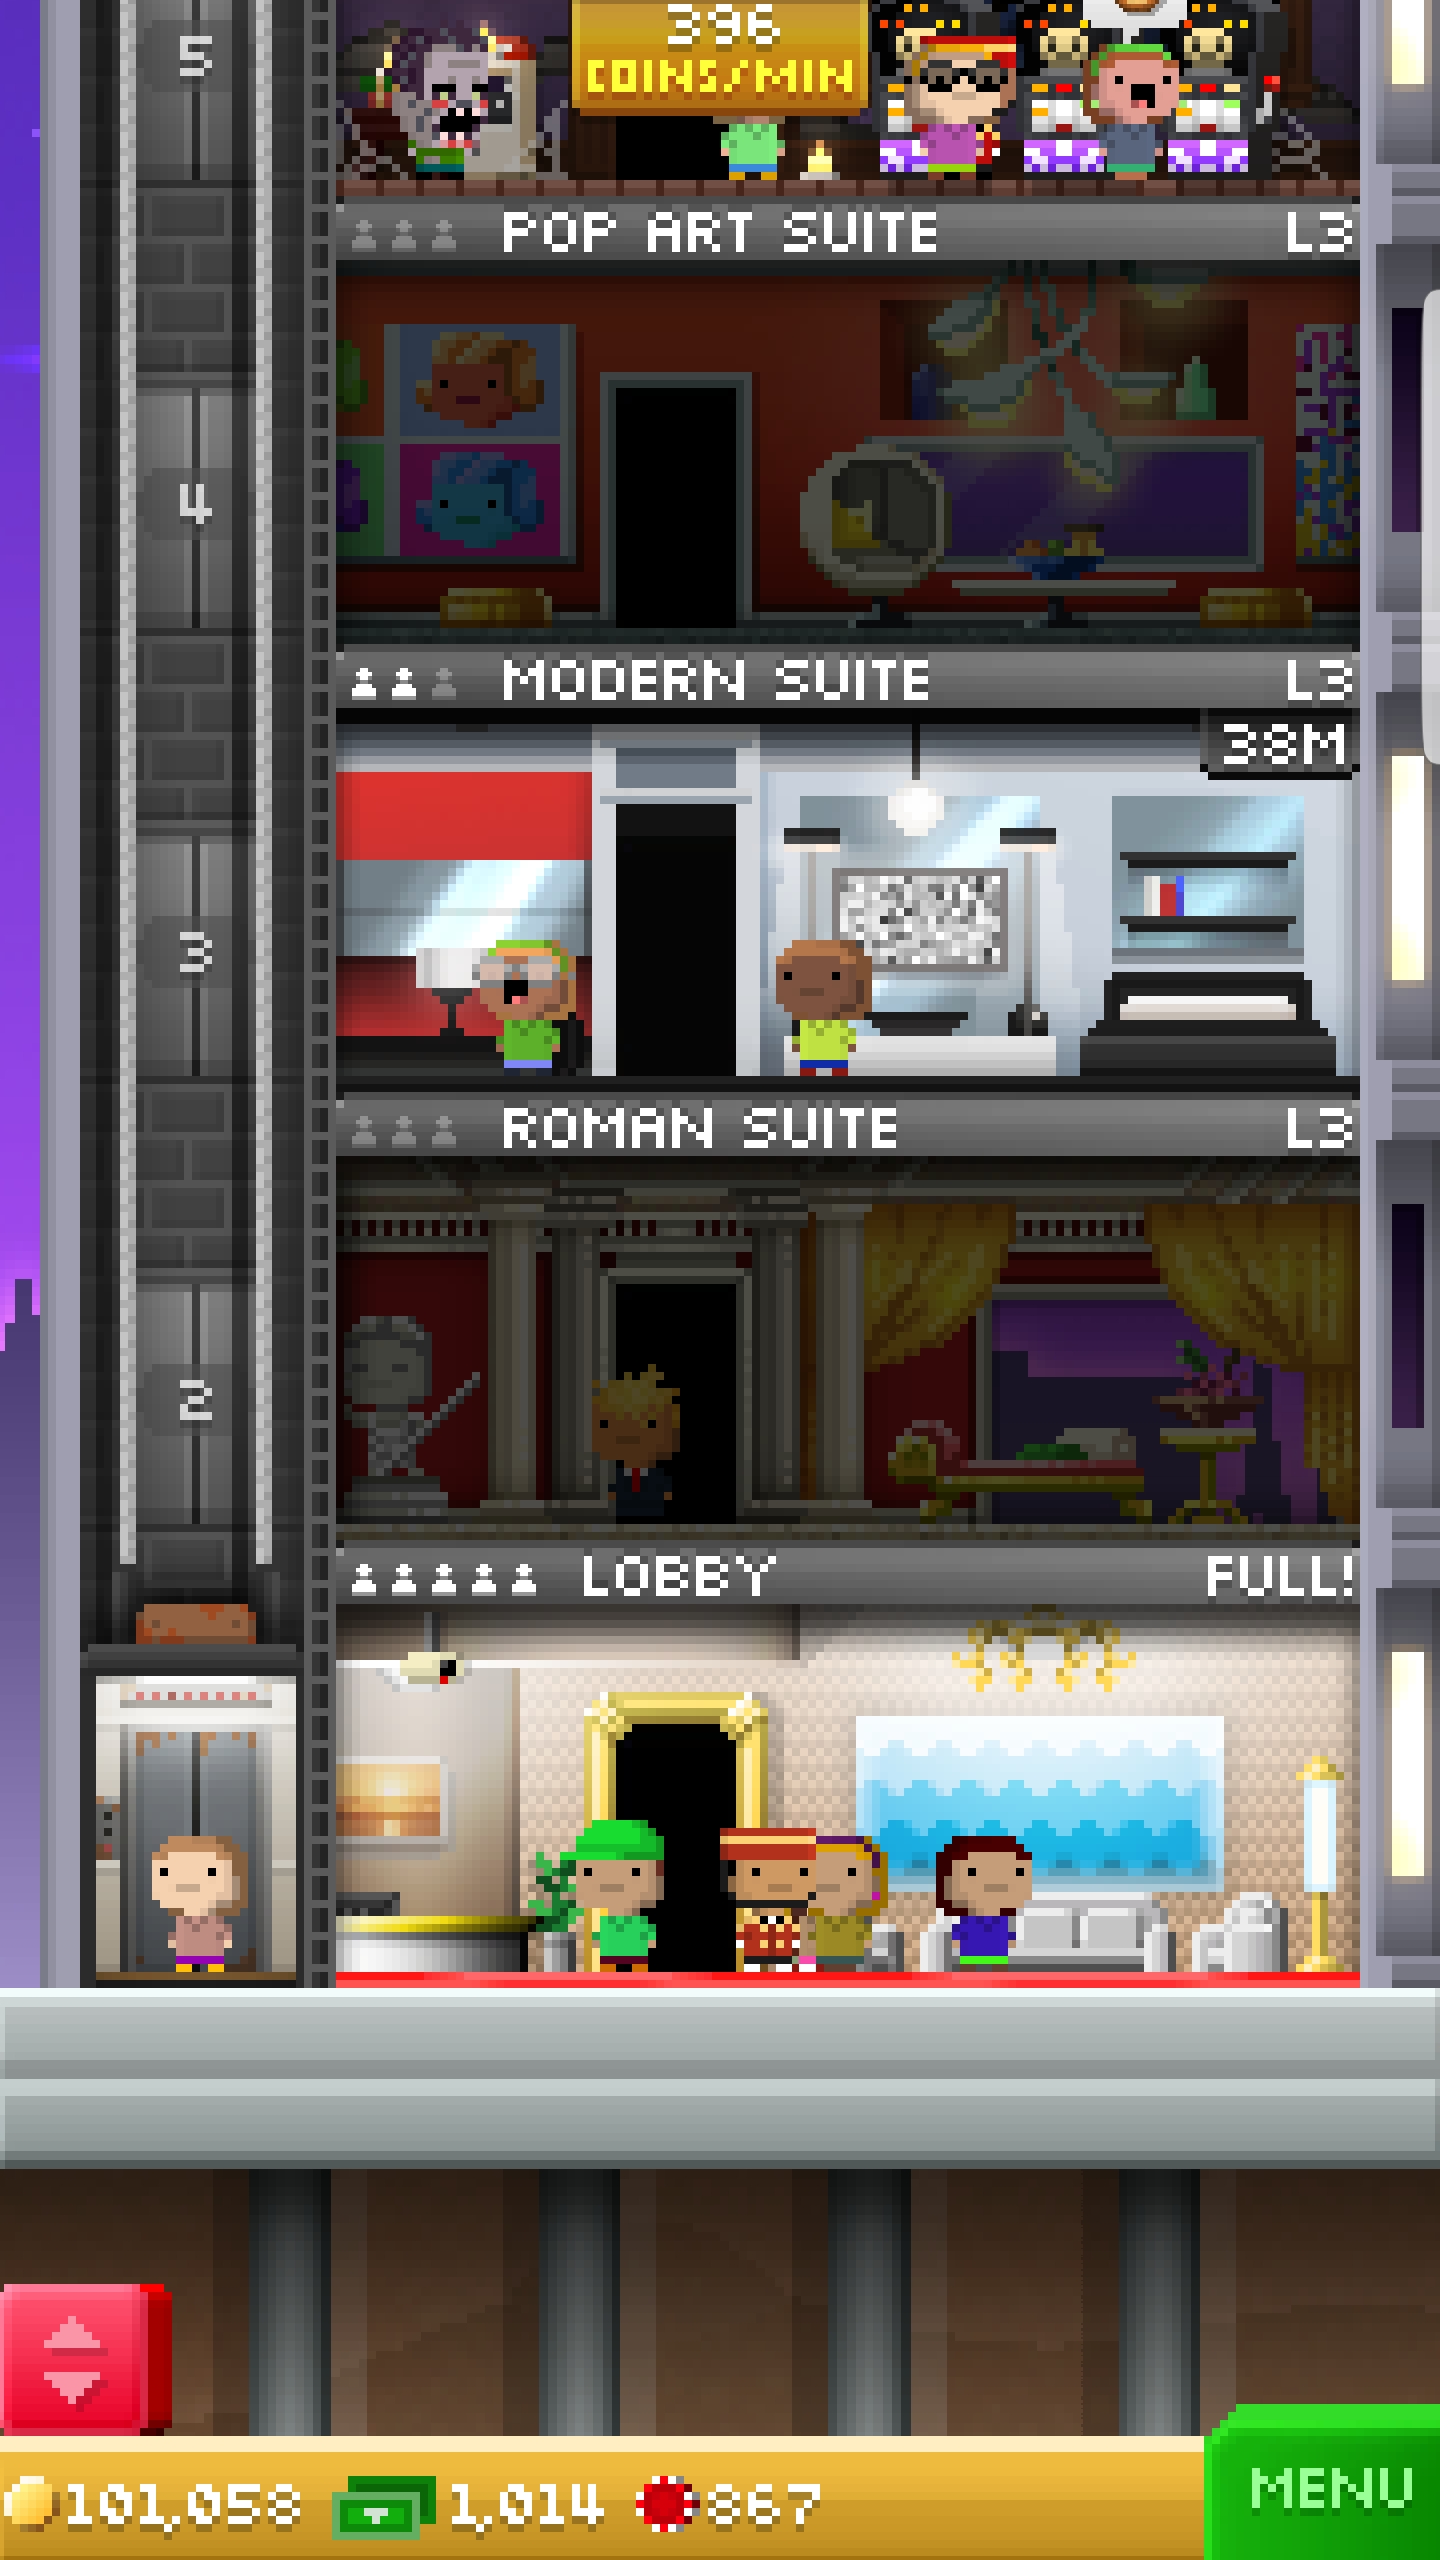 396
COINS/MIN
5
POP ART SUITE L3
4
MODERN SUITE L3
38M
3
ROMAN SUITE L3
2
LOBBY FULL!
101,058 1,014 867
MENU